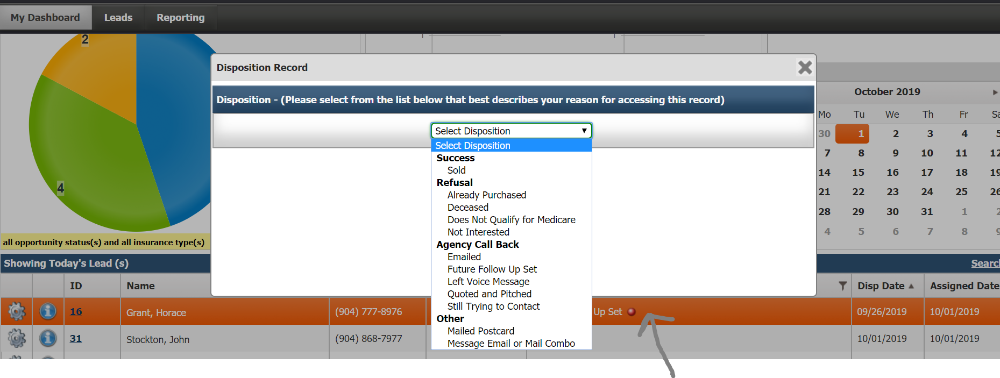 My Dashboard Leads Reporting
2
4
all opportunity status(s) and all insurance type(s)
Disposition Record
Disposition - (Please select from the list below that best describes your reason for accessing this record)
Select Disposition
Select Disposition
Success
Sold
Refusal
Already Purchased
Deceased
Does Not Qualify for Medicare
Not Interested
Agency Call Back
Emailed
Future Follow Up Set
Left Voice Message
Quoted and Pitched
Still Trying to Contact
Other
Mailed Postcard
Message Email or Mail Combo
October 2019
Mo Tu We Th Fr Sa
30 1 2 3 4 5
7 8 9 10 11 12
14 15 16 17 18 19
21 22 23 24 25 26
28 29 30 31 1 2
4 5 6 7 8 9
Showing Today's Lead (s) Search
ID Name Disp Date Assigned Date
16 Grant, Horace (904) 777-8976 Up Set 09/26/2019 10/01/2019
31 Stockton, John (904) 868-7977 10/01/2019 10/01/2019